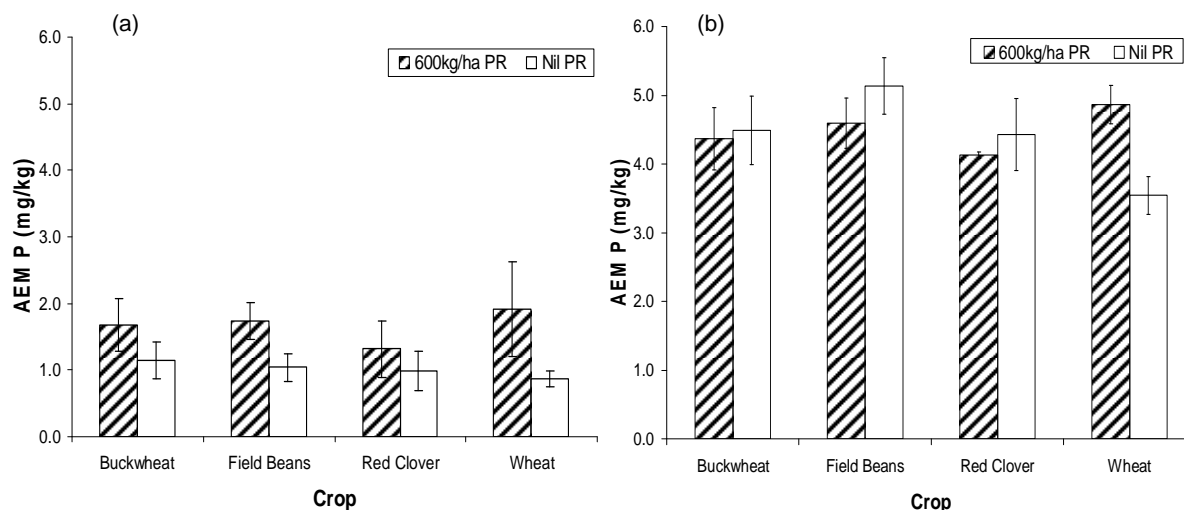 (a)
600kg/ha PR Nil PR
AEM P (mg/kg)
6.0
5.0
4.0
3.0
2.0
1.0
0.0
Buckwheat Field Beans Red Clover Wheat
Crop
(b)
600kg/ha PR Nil PR
AEM P (mg/kg)
6.0
5.0
4.0
3.0
2.0
1.0
0.0
Buckwheat Field Beans Red Clover Wheat
Crop